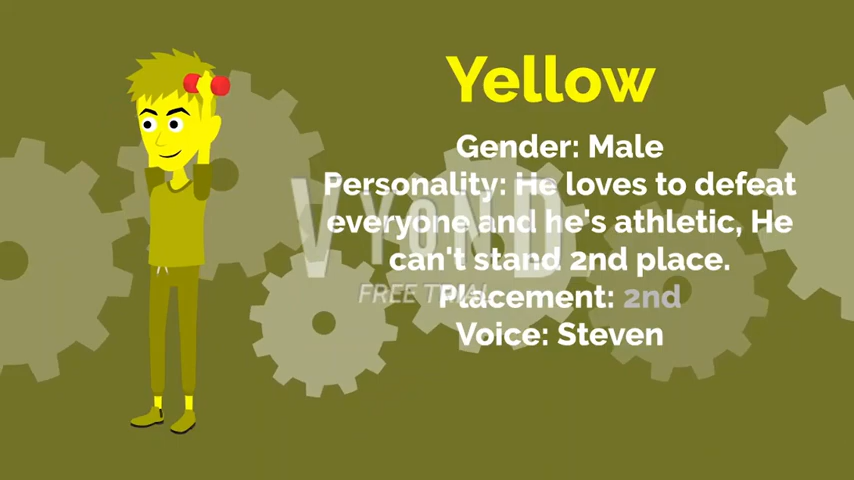 Yellow
Gender: Male
Personality: He loves to defeat
everyone and he's athletic, He
can't stand 2nd place.
Placement: 2nd
Voice: Steven
VYOND
FREE TRIAL